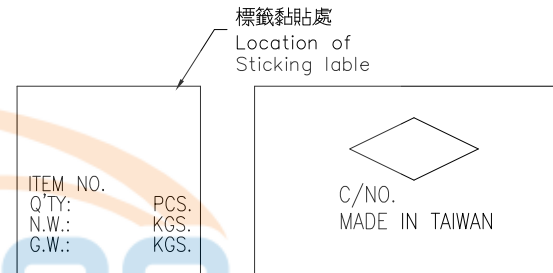 標籤黏貼處
Location of
Sticking lable
ITEM NO.
Q'TY: PCS.
N.W.: KGS.
G.W.: KGS.
C/NO.
MADE IN TAIWAN